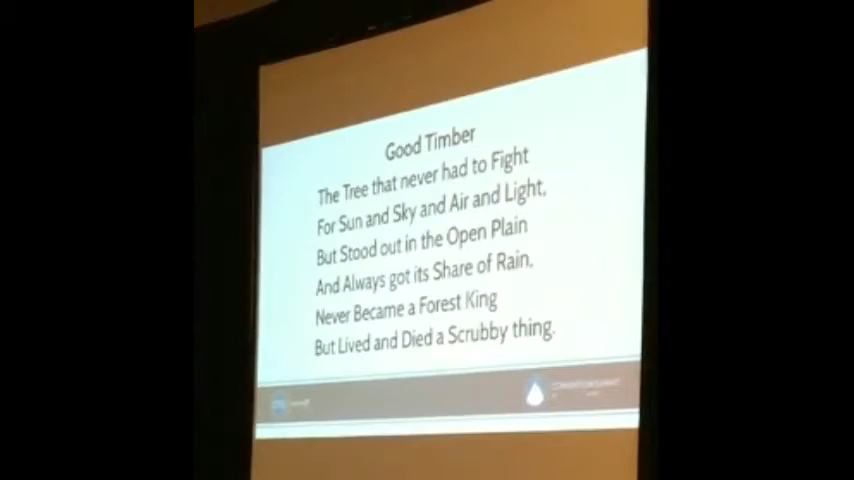 Good Timber
The Tree that never had to Fight
For Sun and Sky and Air and Light,
But Stood out in the Open Plain
And Always got its Share of Rain,
Never Became a Forest King
But Lived and Died a Scrubby thing.